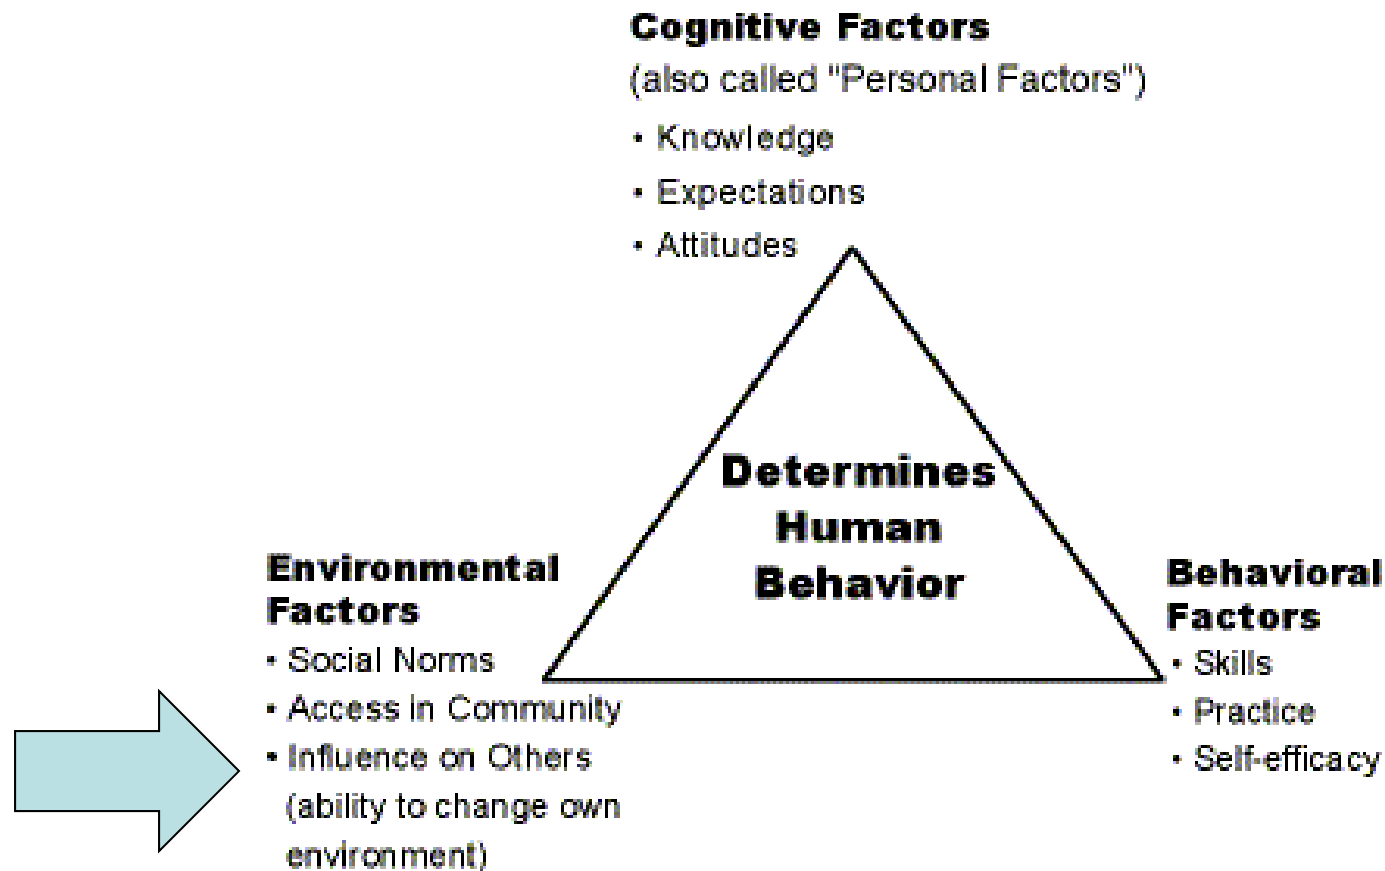 Cognitive Factors
(also called "Personal Factors")
• Knowledge
• Expectations
• Attitudes
Determines
Human
Behavior
Environmental
Factors
• Social Norms
• Access in Community
• Influence on Others
(ability to change own
environment)
Behavioral
Factors
• Skills
• Practice
• Self-efficacy